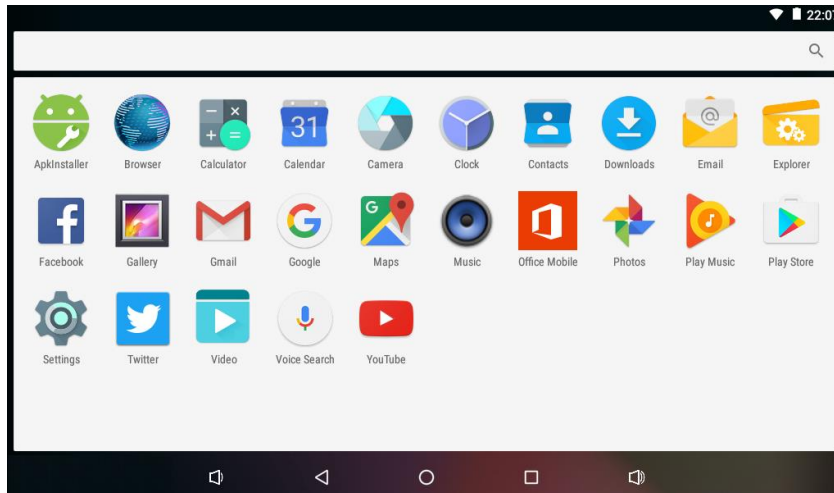 22:07
ApkInstaller Browser Calculator Calendar Camera Clock Contacts Downloads Email Explorer
31
@
Facebook Gallery Gmail Google Maps Music Office Mobile Photos Play Music Play Store
Settings Twitter Video Voice Search YouTube